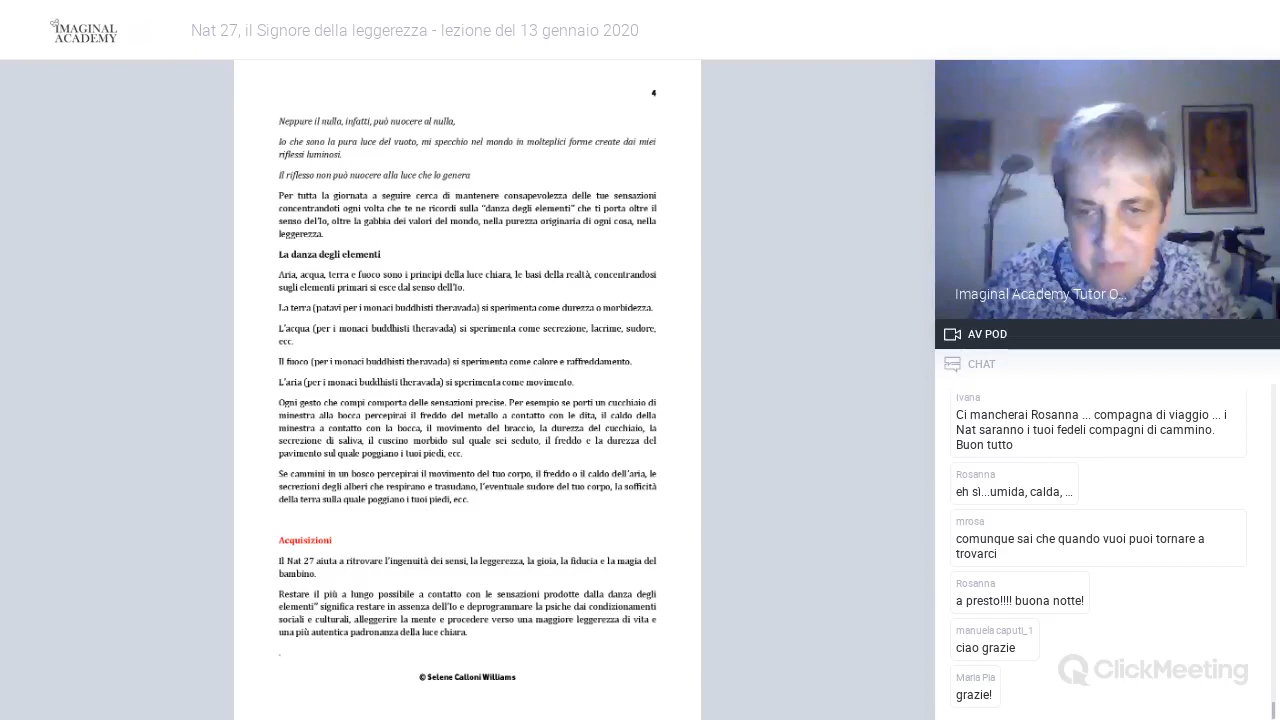 IMAGINAL
ACADEMY
Nat 27, il Signore della leggerezza - lezione del 13 gennaio 2020
4
Neppure il nulla, infatti, può nuocere al nulla,
Io che sono la pura luce del vuoto, mi specchio nel mondo in molteplici forme create dai miei
riflessi luminosi.
Il riflesso non può nuocere alla luce che lo genera
Per tutta la giornata a seguire cerca di mantenere consapevolezza delle tue sensazioni
concentrandoti ogni volta che te ne ricordi sulla “danza degli elementi” che ti porta oltre il
senso del’Io, oltre la gabbia dei valori del mondo, nella purezza originaria di ogni cosa, nella
leggerezza.
La danza degli elementi
Aria, acqua, terra e fuoco sono i principi della luce chiara, le basi della realtà, concentrandosi
sugli elementi primari si esce dal senso dell’Io.
La terra (patavi per i monaci buddhisti theravada) si sperimenta come durezza o morbidezza.
L’acqua (per i monaci buddhisti theravada) si sperimenta come secrezione, lacrime, sudore,
ecc.
Il fuoco (per i monaci buddhisti theravada) si sperimenta come calore e raffreddamento.
L’aria (per i monaci buddhisti theravada) si sperimenta come movimento.
Ogni gesto che compi comporta delle sensazioni precise. Per esempio se porti un cucchiaio di
minestra alla bocca percepirai il freddo del metallo a contatto con le dita, il caldo della
minestra a contatto con la bocca, il movimento del braccio, la durezza del cucchiaio, la
secrezione di saliva, il cuscino morbido sul quale sei seduto, il freddo e la durezza del
pavimento sul quale poggiano i tuoi piedi, ecc.
Se cammini in un bosco percepirai il movimento del tuo corpo, il freddo o il caldo dell’aria, le
secrezioni degli alberi che respirano e trasudano, l’eventuale sudore del tuo corpo, la sofficità
della terra sulla quale poggiano i tuoi piedi, ecc.
Acquisizioni
Il Nat 27 aiuta a ritrovare l’ingenuità dei sensi, la leggerezza, la gioia, la fiducia e la magia del
bambino.
Restare il più a lungo possibile a contatto con le sensazioni prodotte dalla danza degli
elementi” significa restare in assenza dell’Io e deprogrammare la psiche dai condizionamenti
sociali e culturali, alleggerire la mente e procedere verso una maggiore leggerezza di vita e
una più autentica padronanza della luce chiara.
.
© Selene Calloni Williams
Imaginal Academy Tutor O...
AV POD
CHAT
Ivana
Ci mancherai Rosanna ... compagna di viaggio ... i
Nat saranno i tuoi fedeli compagni di cammino.
Buon tutto
Rosanna
eh sì...umida, calda, ...
mrosa
comunque sai che quando vuoi puoi tornare a
trovarci
Rosanna
a presto!!!! buona notte!
manuela caputi_1
ciao grazie
Maria Pia
grazie!
ClickMeeting